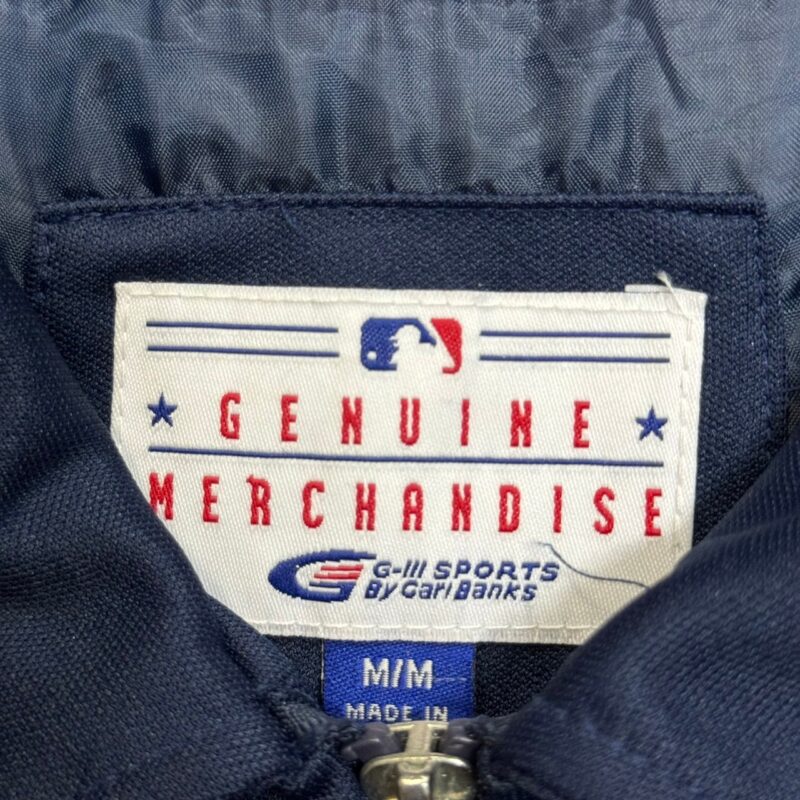 GENUINE
MERCHANDISE
G-III SPORTS
By Carl Banks
M/M
MADE IN